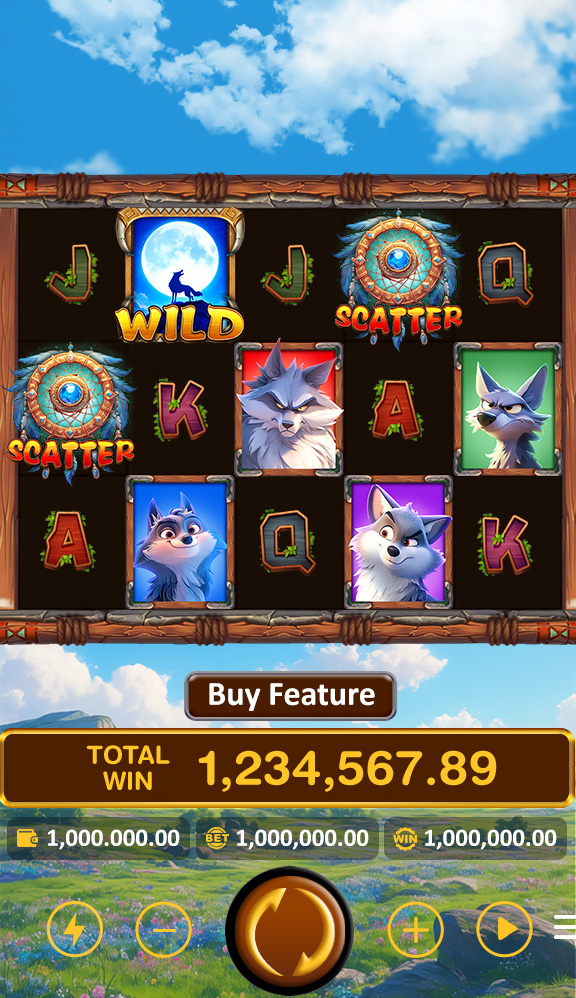 J WILD J SCATTER Q
SCATTER K A
A Q K
Buy Feature
TOTAL
WIN
1,234,567.89
1,000.000.00 BET 1,000,000.00 WIN 1,000,000.00